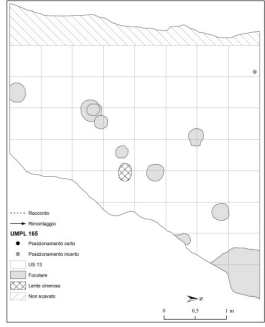 Raccordo
Rimontaggio
UMPL 165
Posizionamento certo
Posizionamento incerto
US 13
Focolare
Lente cinerosa
Non scavato
z
0 0,5 1 m